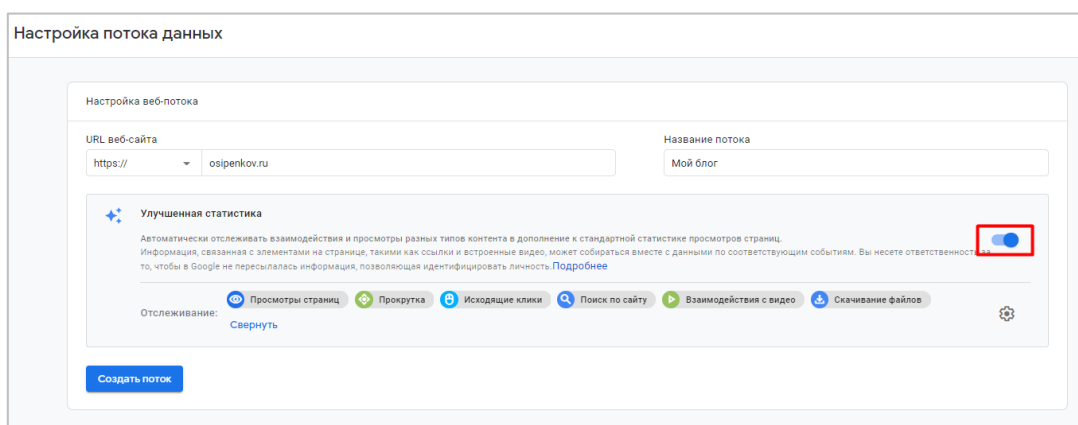 Настройка потока данных
Настройка веб-потока
URL веб-сайта
Название потока
https:// osipenkov.ru
Мой блог
Улучшенная статистика
Автоматически отслеживать взаимодействия и просмотры разных типов контента в дополнение к стандартной статистике просмотров страниц.
Информация, связанная с элементами на странице, такими как ссылки и встроенные видео, может собираться вместе с данными по соответствующим событиям. Вы несете ответственность за
то, чтобы в Google не пересылалась информация, позволяющая идентифицировать личность. Подробнее
Отслеживание: Просмотры страниц Прокрутка Исходящие клики Поиск по сайту Взаимодействия с видео Скачивание файлов
Свернуть
Создать поток